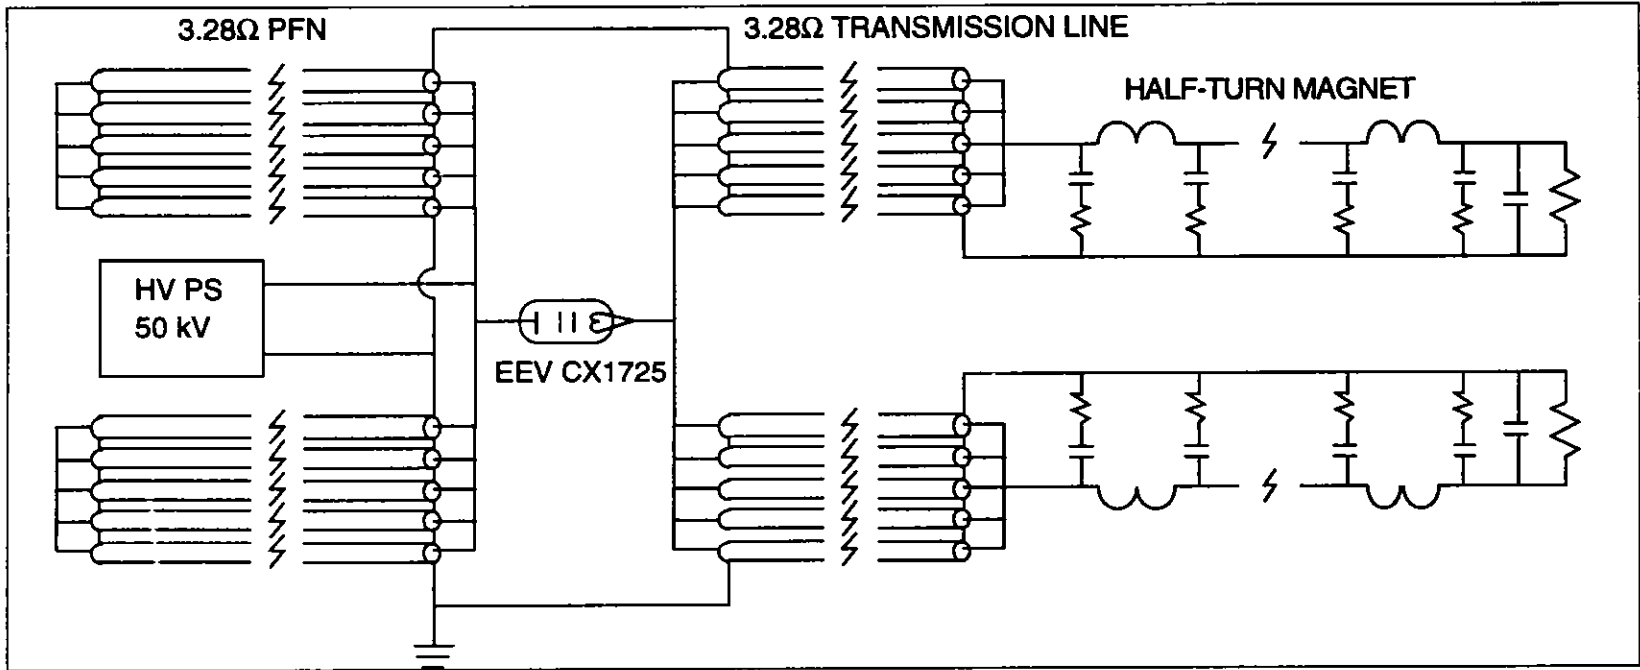 3.28Ω PFN
3.28Ω TRANSMISSION LINE
HALF-TURN MAGNET
HV PS
50 kV
EEV CX1725